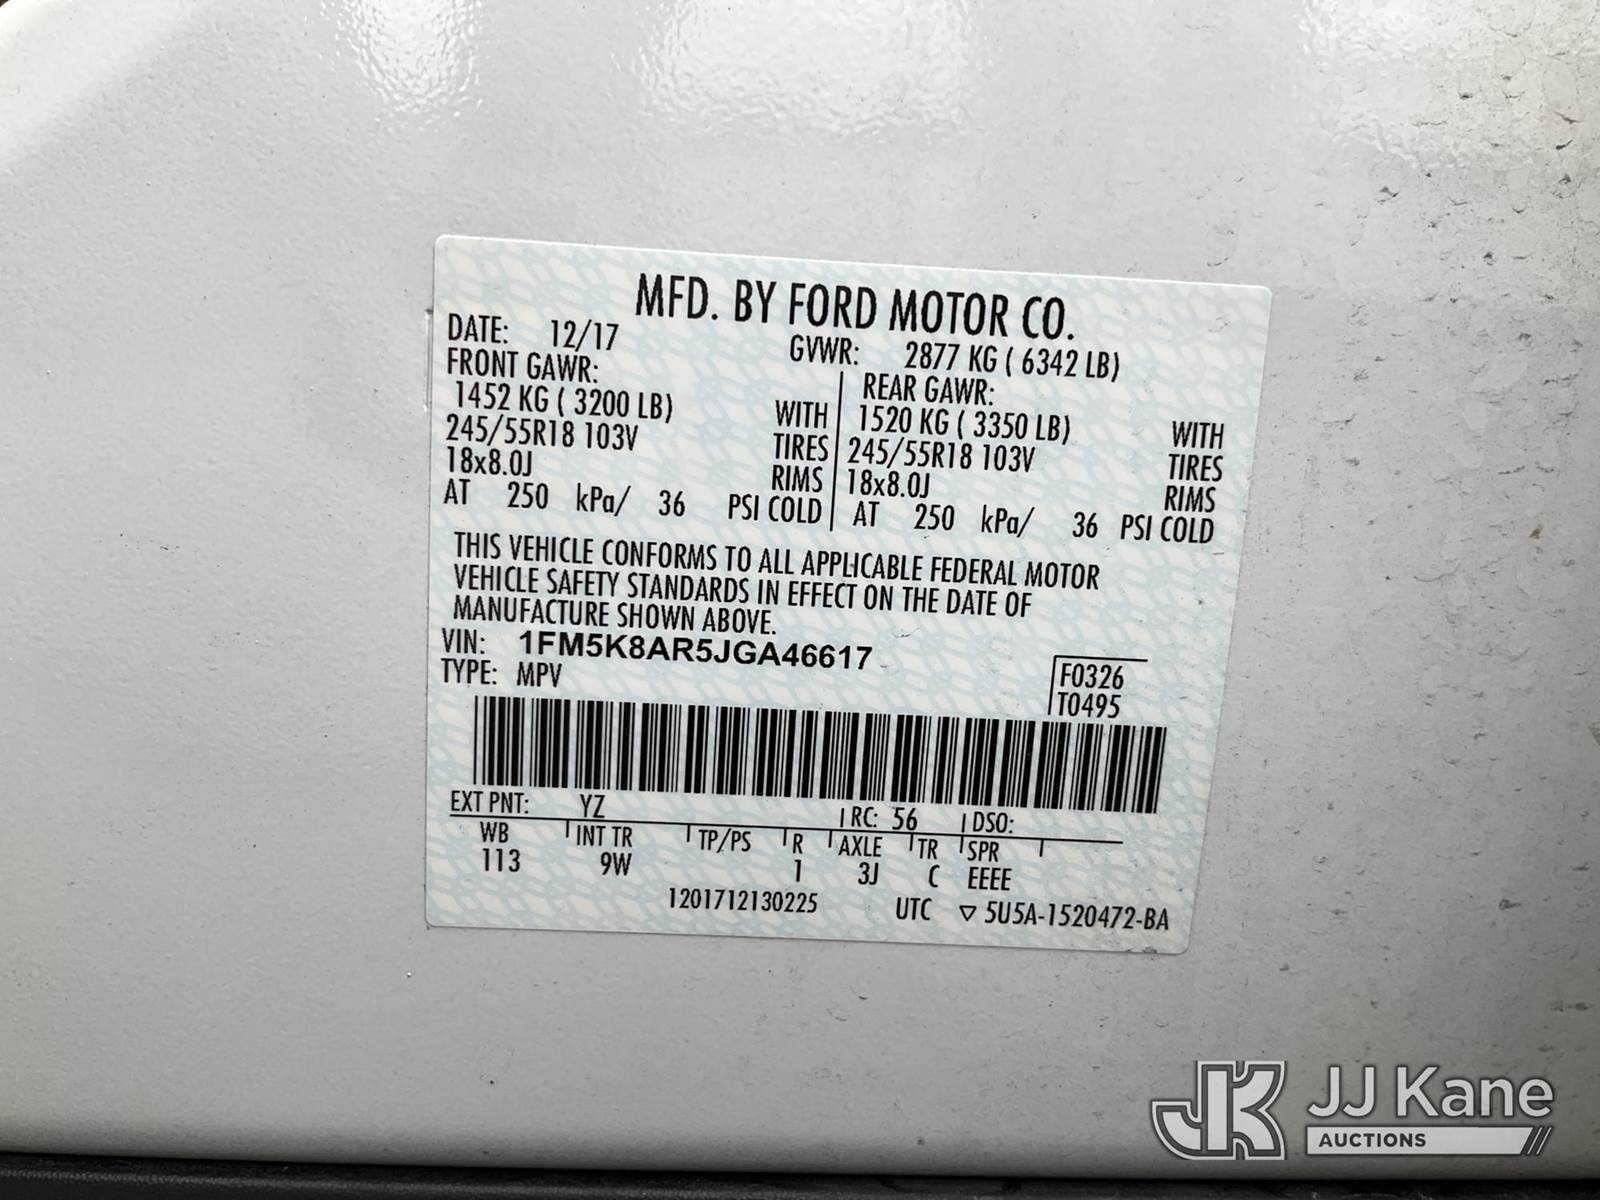 MFD. BY FORD MOTOR CO.
DATE: 12/17 GVWR: 2877 KG ( 6342 LB)
FRONT GAWR: REAR GAWR:
1452 KG ( 3200 LB) WITH 1520 KG ( 3350 LB) WITH
245/55R18 103V TIRES 245/55R18 103V TIRES
18x8.0J RIMS 18x8.0J RIMS
AT 250 kPa/ 36 PSI COLD AT 250 kPa/ 36 PSI COLD
THIS VEHICLE CONFORMS TO ALL APPLICABLE FEDERAL MOTOR
VEHICLE SAFETY STANDARDS IN EFFECT ON THE DATE OF
MANUFACTURE SHOWN ABOVE.
VIN: 1FM5K8AR5JGA46617
TYPE: MPV
F0326
T0495
EXT PNT: YZ RC: 56 DSO:
WB INT TR TP/PS R AXLE TR SPR
113 9W 1 3J C EEEE
1201712130225 UTC ▽ 5U5A-1520472-BA
JK JJ Kane
AUCTIONS